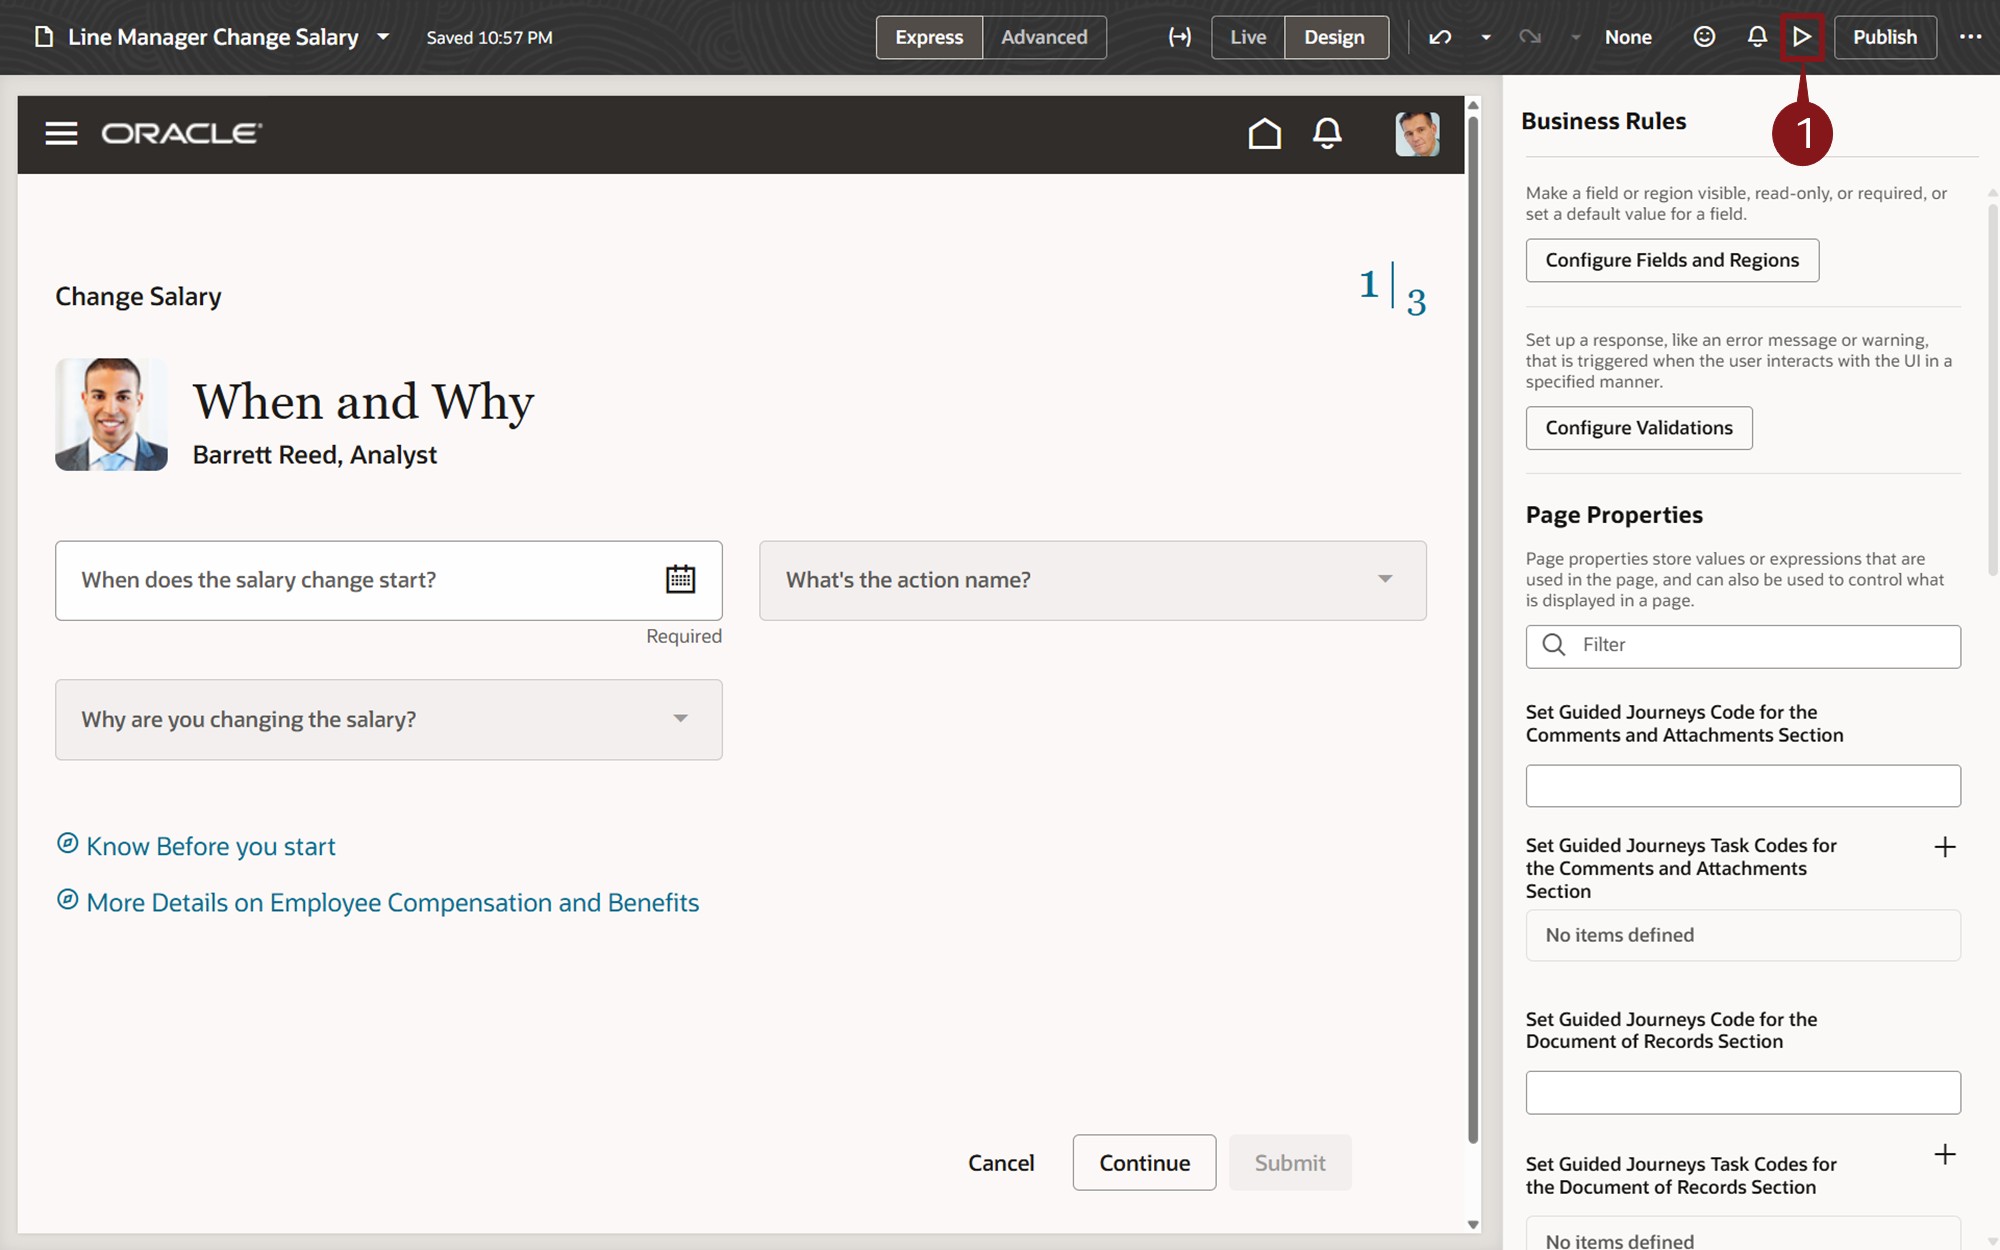 Line Manager Change Salary
Saved 10:57 PM
Express
Advanced
Live
Design
None
Publish
1
ORACLE
Change Salary
1
3
When and Why
Barrett Reed, Analyst
When does the salary change start?
Required
What's the action name?
Why are you changing the salary?
Know Before you start
More Details on Employee Compensation and Benefits
Cancel
Continue
Submit
Business Rules
Make a field or region visible, read-only, or required, or
set a default value for a field.
Configure Fields and Regions
Set up a response, like an error message or warning,
that is triggered when the user interacts with the UI in a
specified manner.
Configure Validations
Page Properties
Page properties store values or expressions that are
used in the page, and can also be used to control what
is displayed in a page.
Filter
Set Guided Journeys Code for the
Comments and Attachments Section
Set Guided Journeys Task Codes for
the Comments and Attachments
Section
No items defined
Set Guided Journeys Code for the
Document of Records Section
Set Guided Journeys Task Codes for
the Document of Records Section
No items defined